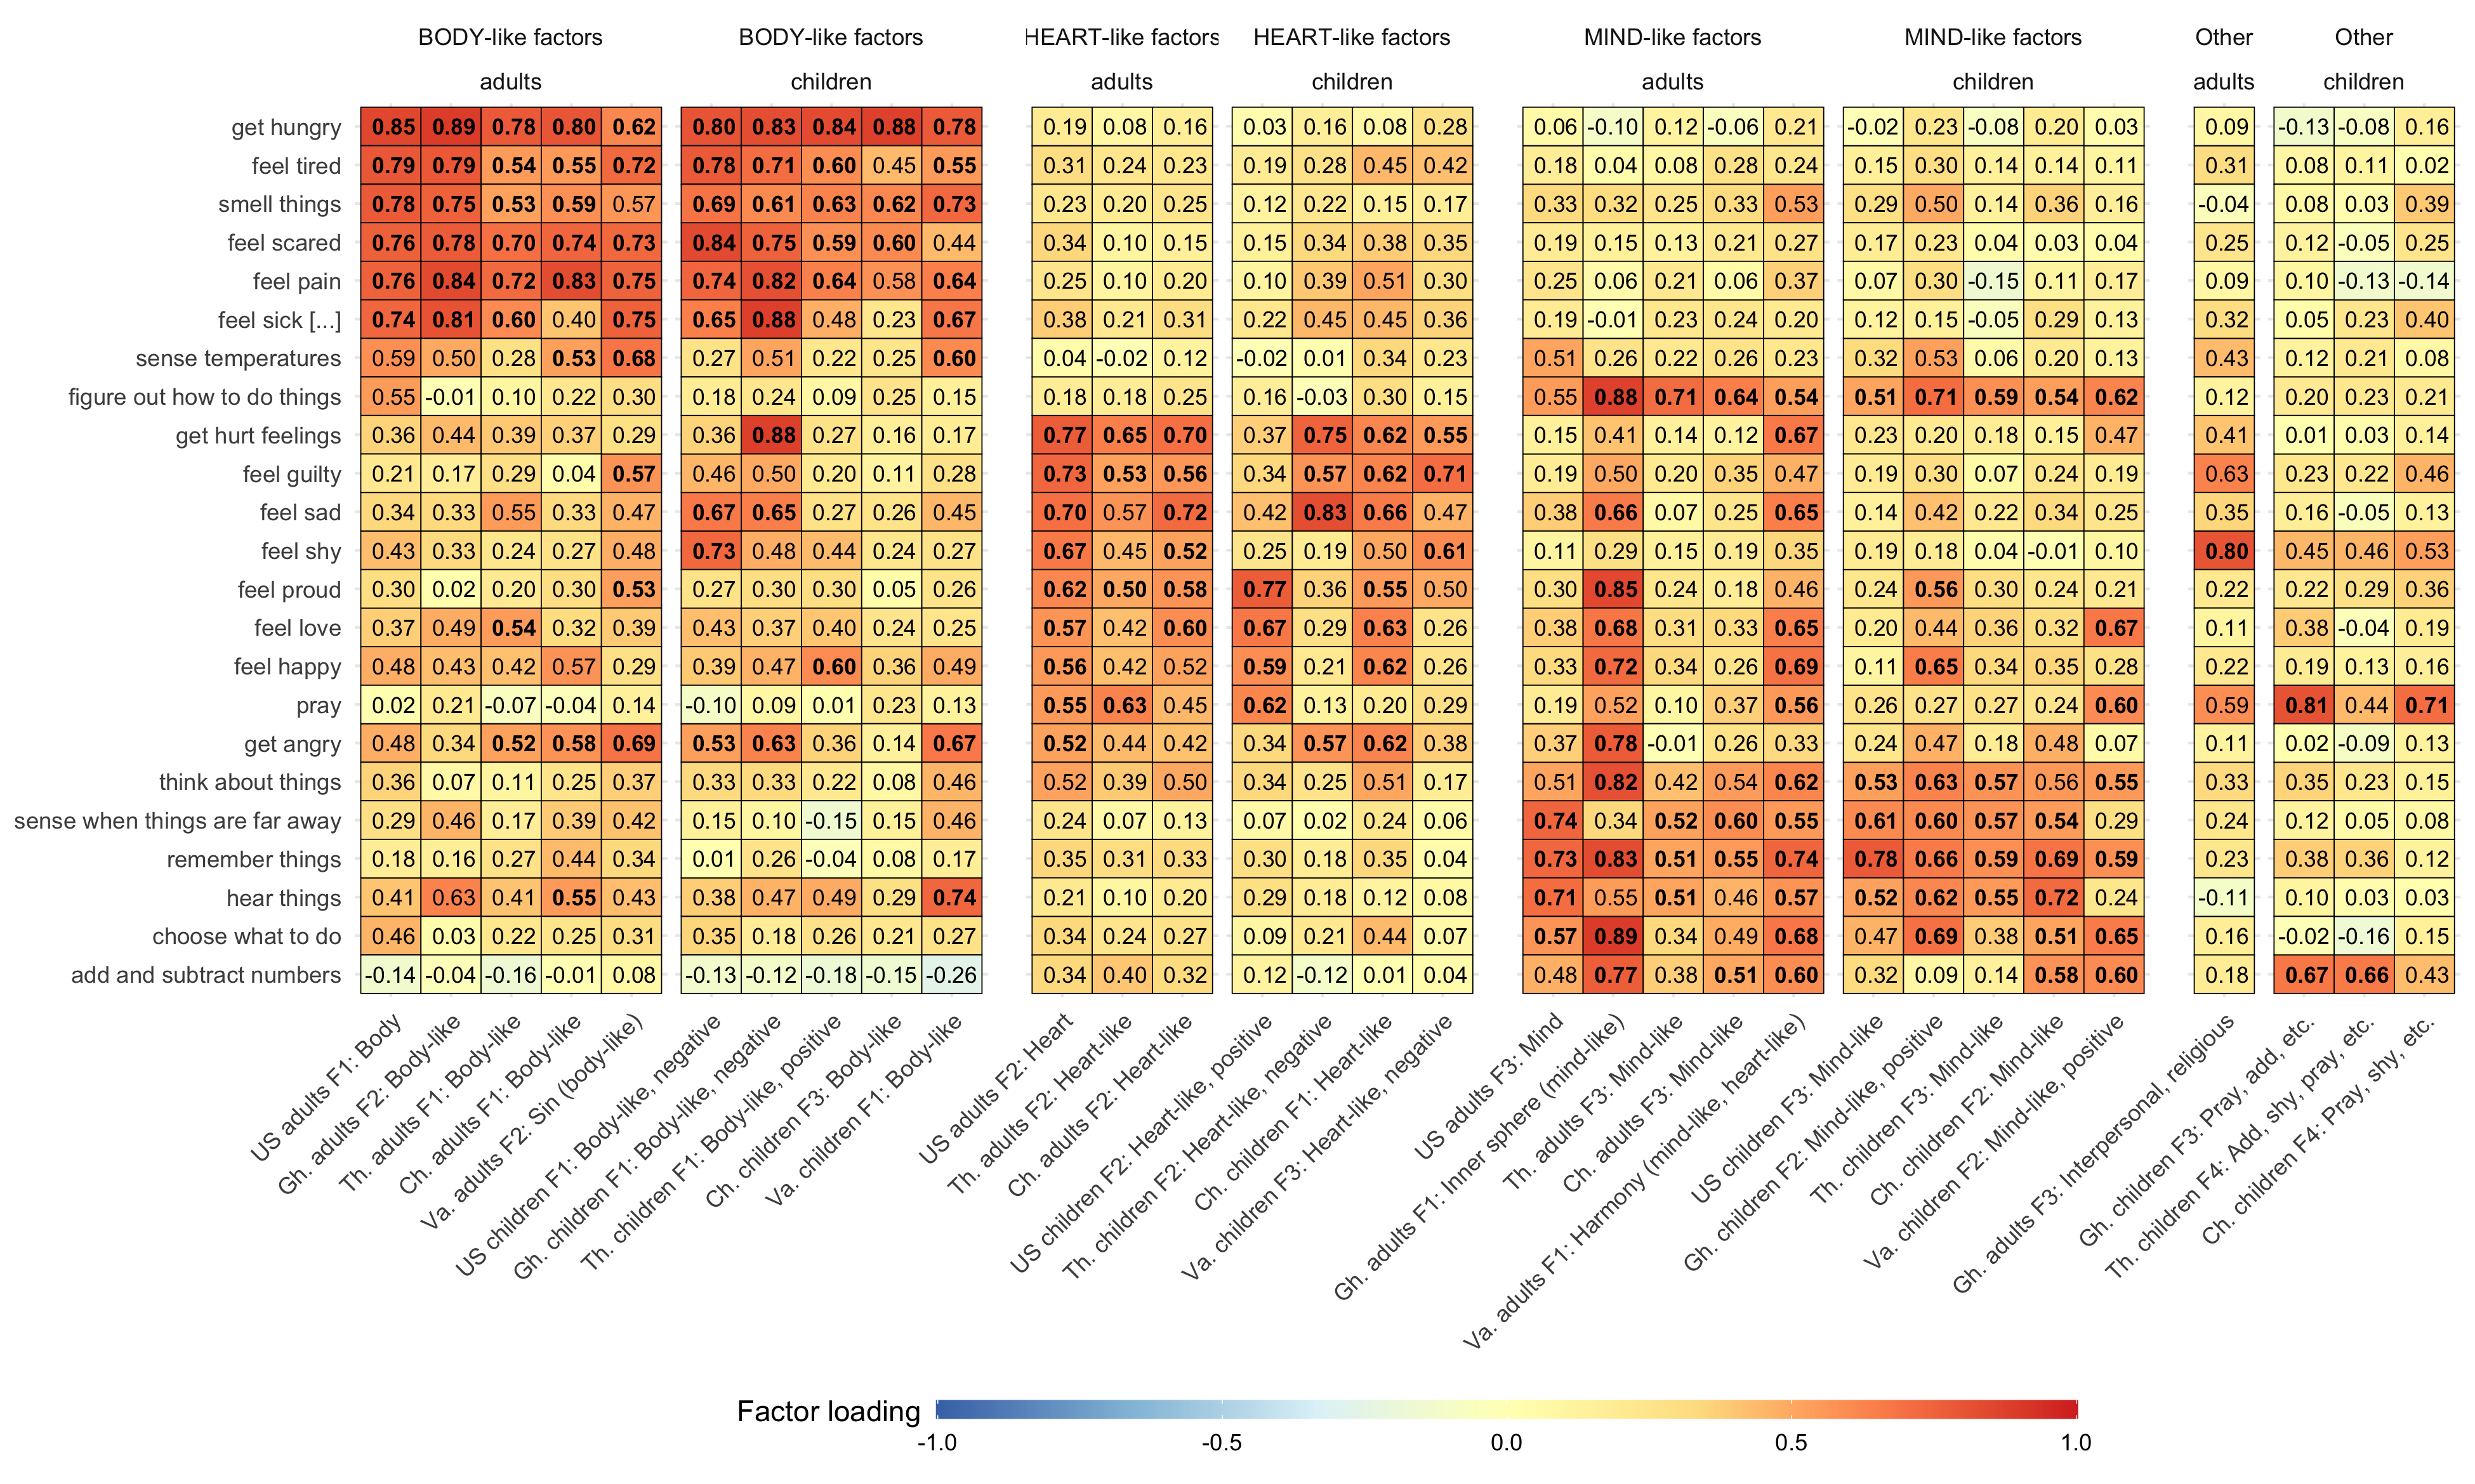 BODY-like factors BODY-like factors HEART-like factors HEART-like factors MIND-like factors MIND-like factors Other Other
adults children adults children adults children adults children
get hungry 0.85 0.89 0.78 0.80 0.62 0.80 0.83 0.84 0.88 0.78 0.19 0.08 0.16 0.03 0.16 0.08 0.28 0.06 -0.10 0.12 -0.06 0.21 -0.02 0.23 -0.08 0.20 0.03 0.09 -0.13 -0.08 0.16
feel tired 0.79 0.79 0.54 0.55 0.72 0.78 0.71 0.60 0.45 0.55 0.31 0.24 0.23 0.19 0.28 0.45 0.42 0.18 0.04 0.08 0.28 0.24 0.15 0.30 0.14 0.14 0.11 0.31 0.08 0.11 0.02
smell things 0.78 0.75 0.53 0.59 0.57 0.69 0.61 0.63 0.62 0.73 0.23 0.20 0.25 0.12 0.22 0.15 0.17 0.33 0.32 0.25 0.33 0.53 0.29 0.50 0.14 0.36 0.16 -0.04 0.08 0.03 0.39
feel scared 0.76 0.78 0.70 0.74 0.73 0.84 0.75 0.59 0.60 0.44 0.34 0.10 0.15 0.15 0.34 0.38 0.35 0.19 0.15 0.13 0.21 0.27 0.17 0.23 0.04 0.03 0.04 0.25 0.12 -0.05 0.25
feel pain 0.76 0.84 0.72 0.83 0.75 0.74 0.82 0.64 0.58 0.64 0.25 0.10 0.20 0.10 0.39 0.51 0.30 0.25 0.06 0.21 0.06 0.37 0.07 0.30 -0.15 0.11 0.17 0.09 0.10 -0.13 -0.14
feel sick [...] 0.74 0.81 0.60 0.40 0.75 0.65 0.88 0.48 0.23 0.67 0.38 0.21 0.31 0.22 0.45 0.45 0.36 0.19 -0.01 0.23 0.24 0.20 0.12 0.15 -0.05 0.29 0.13 0.32 0.05 0.23 0.40
sense temperatures 0.59 0.50 0.28 0.53 0.68 0.27 0.51 0.22 0.25 0.60 0.04 -0.02 0.12 -0.02 0.01 0.34 0.23 0.51 0.26 0.22 0.26 0.23 0.32 0.53 0.06 0.20 0.13 0.43 0.12 0.21 0.08
figure out how to do things 0.55 -0.01 0.10 0.22 0.30 0.18 0.24 0.09 0.25 0.15 0.18 0.18 0.25 0.16 -0.03 0.30 0.15 0.55 0.88 0.71 0.64 0.54 0.51 0.71 0.59 0.54 0.62 0.12 0.20 0.23 0.21
get hurt feelings 0.36 0.44 0.39 0.37 0.29 0.36 0.88 0.27 0.16 0.17 0.77 0.65 0.70 0.37 0.75 0.62 0.55 0.15 0.41 0.14 0.12 0.67 0.23 0.20 0.18 0.15 0.47 0.41 0.01 0.03 0.14
feel guilty 0.21 0.17 0.29 0.04 0.57 0.46 0.50 0.20 0.11 0.28 0.73 0.53 0.56 0.34 0.57 0.62 0.71 0.19 0.50 0.20 0.35 0.47 0.19 0.30 0.07 0.24 0.19 0.63 0.23 0.22 0.46
feel sad 0.34 0.33 0.55 0.33 0.47 0.67 0.65 0.27 0.26 0.45 0.70 0.57 0.72 0.42 0.83 0.66 0.47 0.38 0.66 0.07 0.25 0.65 0.14 0.42 0.22 0.34 0.25 0.35 0.16 -0.05 0.13
feel shy 0.43 0.33 0.24 0.27 0.48 0.73 0.48 0.44 0.24 0.27 0.67 0.45 0.52 0.25 0.19 0.50 0.61 0.11 0.29 0.15 0.19 0.35 0.19 0.18 0.04 -0.01 0.10 0.80 0.45 0.46 0.53
feel proud 0.30 0.02 0.20 0.30 0.53 0.27 0.30 0.30 0.05 0.26 0.62 0.50 0.58 0.77 0.36 0.55 0.50 0.30 0.85 0.24 0.18 0.46 0.24 0.56 0.30 0.24 0.21 0.22 0.22 0.29 0.36
feel love 0.37 0.49 0.54 0.32 0.39 0.43 0.37 0.40 0.24 0.25 0.57 0.42 0.60 0.67 0.29 0.63 0.26 0.38 0.68 0.31 0.33 0.65 0.20 0.44 0.36 0.32 0.67 0.11 0.38 -0.04 0.19
feel happy 0.48 0.43 0.42 0.57 0.29 0.39 0.47 0.60 0.36 0.49 0.56 0.42 0.52 0.59 0.21 0.62 0.26 0.33 0.72 0.34 0.26 0.69 0.11 0.65 0.34 0.35 0.28 0.22 0.19 0.13 0.16
pray 0.02 0.21 -0.07 -0.04 0.14 -0.10 0.09 0.01 0.23 0.13 0.55 0.63 0.45 0.62 0.13 0.20 0.29 0.19 0.52 0.10 0.37 0.56 0.26 0.27 0.27 0.24 0.60 0.59 0.81 0.44 0.71
get angry 0.48 0.34 0.52 0.58 0.69 0.53 0.63 0.36 0.14 0.67 0.52 0.44 0.42 0.34 0.57 0.62 0.38 0.37 0.78 -0.01 0.26 0.33 0.24 0.47 0.18 0.48 0.07 0.11 0.02 -0.09 0.13
think about things 0.36 0.07 0.11 0.25 0.37 0.33 0.33 0.22 0.08 0.46 0.52 0.39 0.50 0.34 0.25 0.51 0.17 0.51 0.82 0.42 0.54 0.62 0.53 0.63 0.57 0.56 0.55 0.33 0.35 0.23 0.15
sense when things are far away 0.29 0.46 0.17 0.39 0.42 0.15 0.10 -0.15 0.15 0.46 0.24 0.07 0.13 0.07 0.02 0.24 0.06 0.74 0.34 0.52 0.60 0.55 0.61 0.60 0.57 0.54 0.29 0.24 0.12 0.05 0.08
remember things 0.18 0.16 0.27 0.44 0.34 0.01 0.26 -0.04 0.08 0.17 0.35 0.31 0.33 0.30 0.18 0.35 0.04 0.73 0.83 0.51 0.55 0.74 0.78 0.66 0.59 0.69 0.59 0.23 0.38 0.36 0.12
hear things 0.41 0.63 0.41 0.55 0.43 0.38 0.47 0.49 0.29 0.74 0.21 0.10 0.20 0.29 0.18 0.12 0.08 0.71 0.55 0.51 0.46 0.57 0.52 0.62 0.55 0.72 0.24 -0.11 0.10 0.03 0.03
choose what to do 0.46 0.03 0.22 0.25 0.31 0.35 0.18 0.26 0.21 0.27 0.34 0.24 0.27 0.09 0.21 0.44 0.07 0.57 0.89 0.34 0.49 0.68 0.47 0.69 0.38 0.51 0.65 0.16 -0.02 -0.16 0.15
add and subtract numbers -0.14 -0.04 -0.16 -0.01 0.08 -0.13 -0.12 -0.18 -0.15 -0.26 0.34 0.40 0.32 0.12 -0.12 0.01 0.04 0.48 0.77 0.38 0.51 0.60 0.32 0.09 0.14 0.58 0.60 0.18 0.67 0.66 0.43
US adults F1: Body
Gh. adults F2: Body-like
Th. adults F1: Body-like
Ch. adults F1: Body-like
Va. adults F2: Sin (body-like)
US children F1: Body-like, negative
Gh. children F1: Body-like, negative
Th. children F1: Body-like, positive
Ch. children F3: Body-like
Va. children F1: Body-like
US adults F2: Heart
Th. adults F2: Heart-like
Ch. adults F2: Heart-like
US children F2: Heart-like, positive
Th. children F2: Heart-like, negative
Ch. children F1: Heart-like
Va. children F3: Heart-like, negative
US adults F3: Mind
Gh. adults F1: Inner sphere (mind-like)
Th. adults F3: Mind-like
Ch. adults F3: Mind-like
Va. adults F1: Harmony (mind-like, heart-like)
US children F3: Mind-like
Gh. children F2: Mind-like, positive
Th. children F3: Mind-like
Ch. children F2: Mind-like
Va. children F2: Mind-like, positive
Gh. adults F3: Interpersonal, religious
Gh. children F3: Pray, add, etc.
Th. children F4: Add, shy, pray, etc.
Ch. children F4: Pray, shy, etc.
Factor loading
-1.0 -0.5 0.0 0.5 1.0